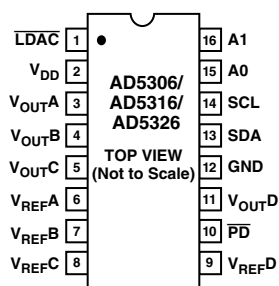 L̅D̅A̅C̅ 1
VDD 2
VOUTA 3
VOUTB 4
VOUTC 5
VREFA 6
VREFB 7
VREFC 8
AD5306/
AD5316/
AD5326
TOP VIEW
(Not to Scale)
16 A1
15 A0
14 SCL
13 SDA
12 GND
11 VOUTD
10 P̅D̅
9 VREFD